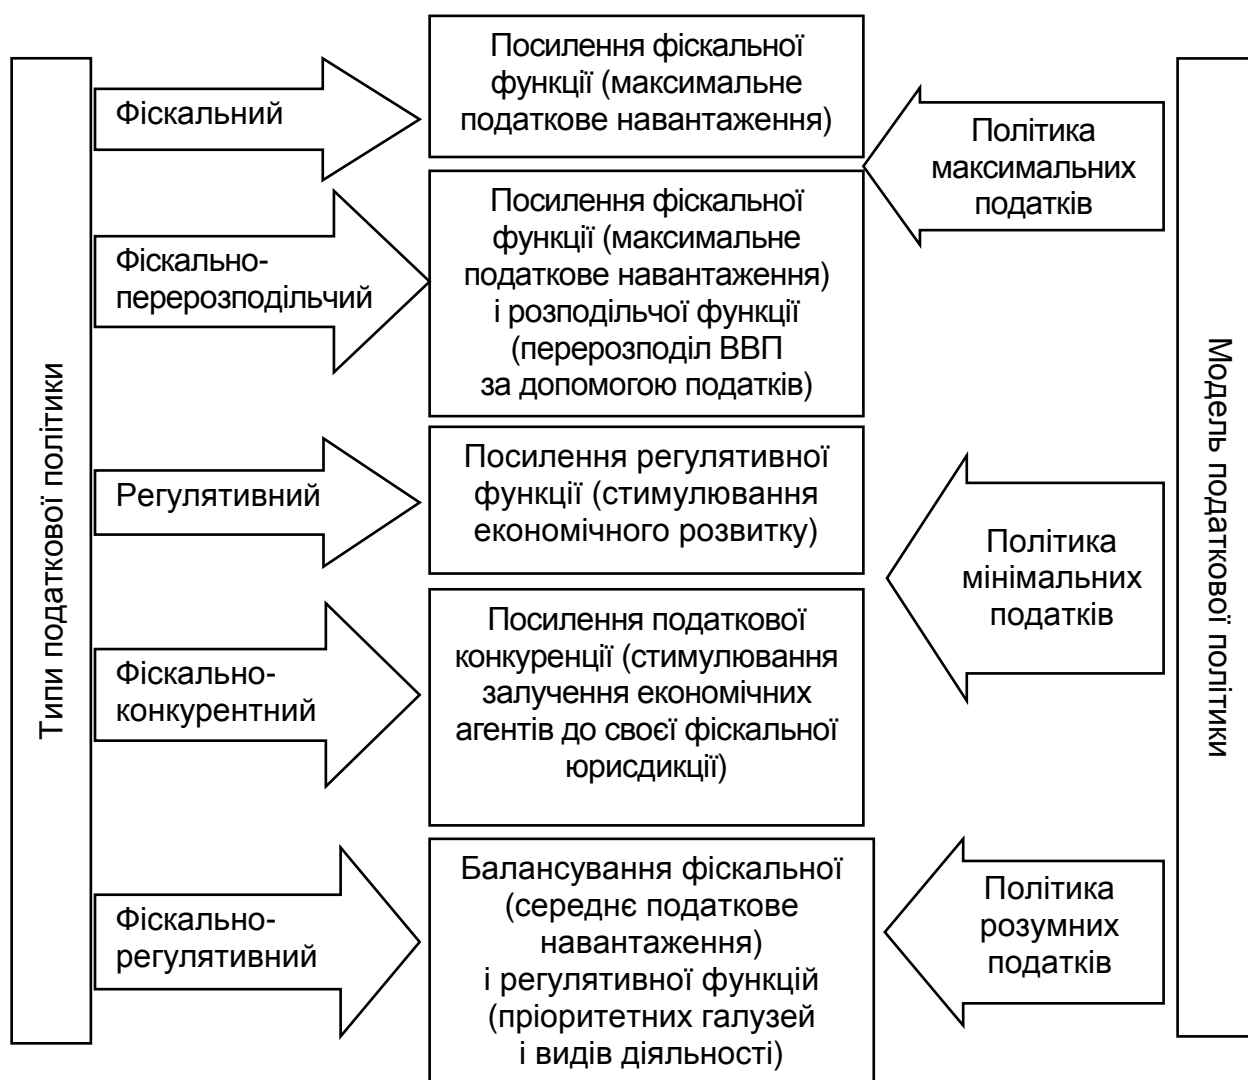 Типи податкової політики
Фіскальний
Посилення фіскальної
функції (максимальне
податкове навантаження)
Політика
максимальних
податків
Фіскально-
перерозподільчий
Посилення фіскальної
функції (максимальне
податкове навантаження)
і розподільчої функції
(перерозподіл ВВП
за допомогою податків)
Регулятивний
Посилення регулятивної
функції (стимулювання
економічного розвитку)
Політика
мінімальних
податків
Фіскально-
конкурентний
Посилення податкової
конкуренції (стимулювання
залучення економічних
агентів до своєї фіскальної
юрисдикції)
Фіскально-
регулятивний
Балансування фіскальної
(середнє податкове
навантаження)
і регулятивної функцій
(пріоритетних галузей
і видів діяльності)
Політика
розумних
податків
Модель податкової політики